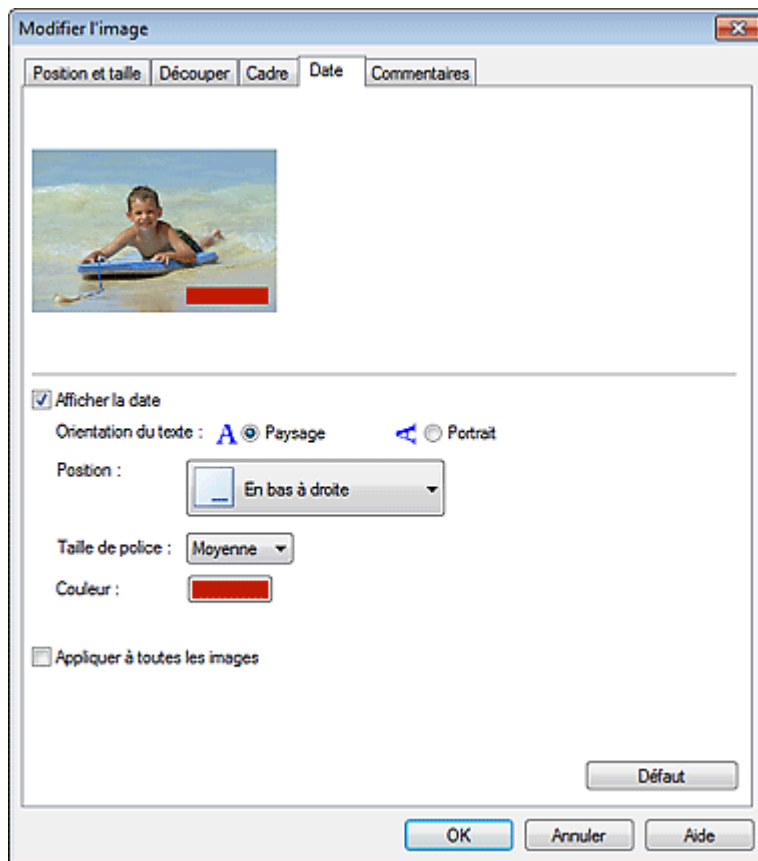 Modifier l'image
Position et taille Découper Cadre Date Commentaires
Afficher la date
Orientation du texte : A Paysage A Portrait
Position : En bas à droite
Taille de police : Moyenne
Couleur :
Appliquer à toutes les images
Défaut
OK Annuler Aide